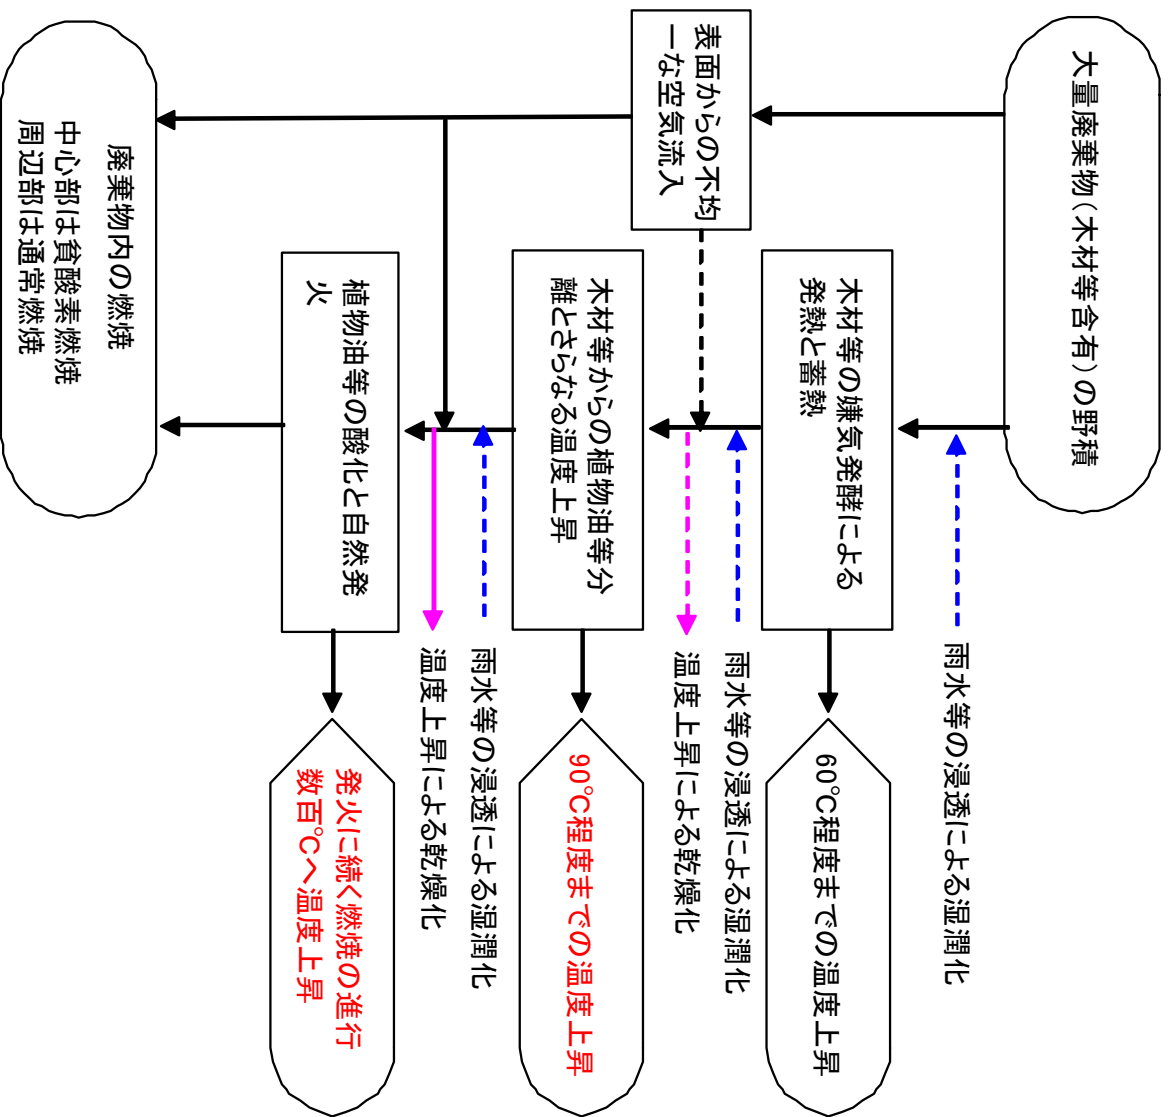 大量廃棄物(木材等含有)の野積
表面からの不均
一な空気流入
雨水等の浸透による湿潤化
木材等の嫌気発酵による
発熱と蓄熱
60℃程度までの温度上昇
雨水等の浸透による湿潤化
温度上昇による乾燥化
木材等からの植物油等分
離とさらなる温度上昇
90℃程度までの温度上昇
雨水等の浸透による湿潤化
温度上昇による乾燥化
植物油等の酸化と自然発
火
発火に続く燃焼の進行
数百℃へ温度上昇
廃棄物内の燃焼
中心部は貧酸素燃焼
周辺部は通常燃焼